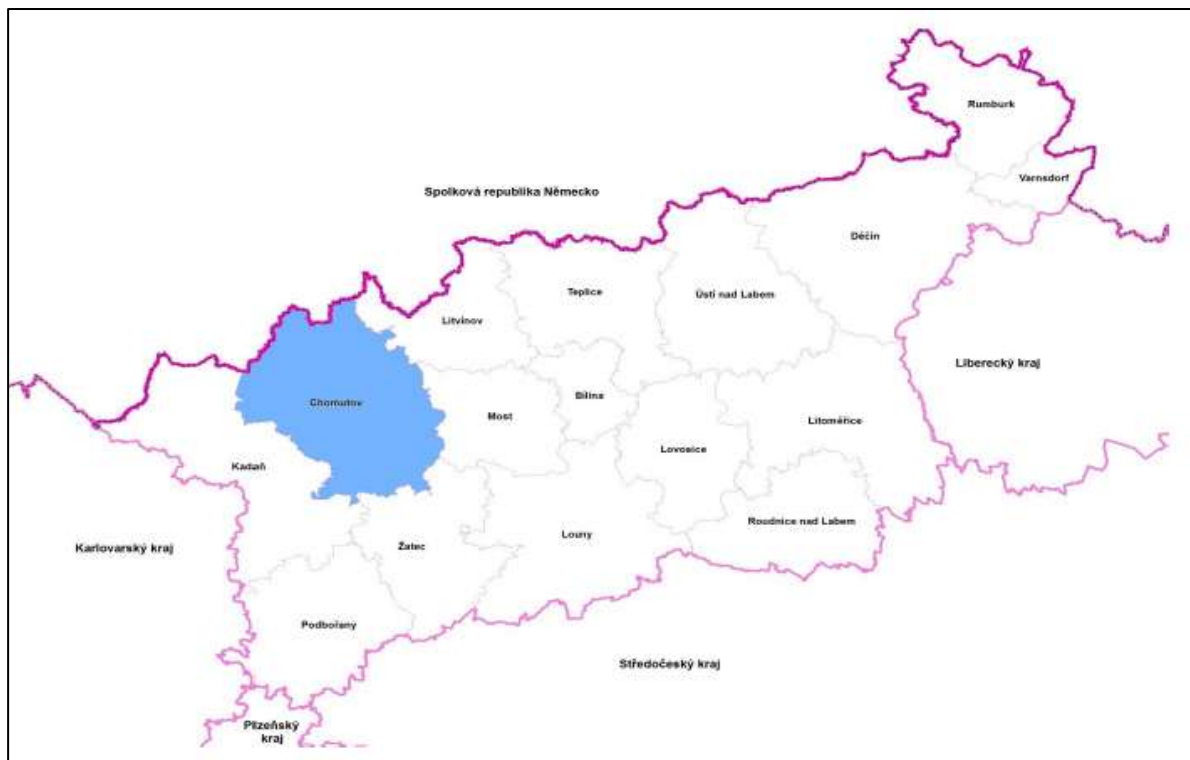 Rumburk
Varnsdorf
Spolková republika Německo
Děčín
Teplice
Ústí nad Labem
Litvínov
Liberecký kraj
Chomutov
Bílina
Most
Litoměřice
Lovosice
Kadaň
Roudnice nad Labem
Louny
Karlovarský kraj
Žatec
Podbořany
Středočeský kraj
Plzeňský
kraj